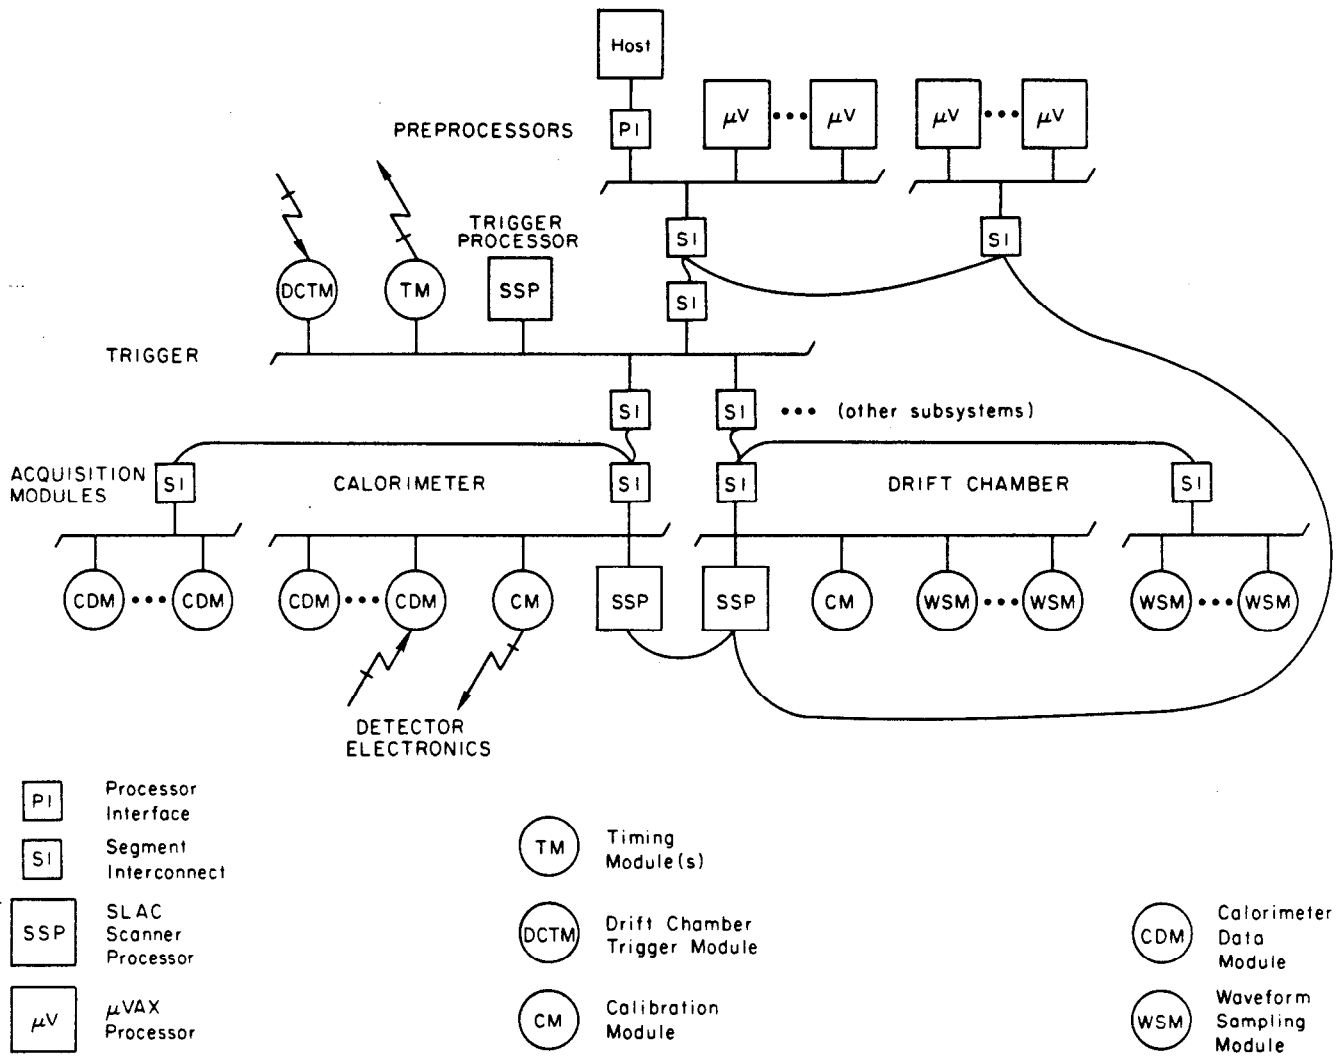 Host
PREPROCESSORS
PI
μV ••• μV
μV ••• μV
SI
SI
TRIGGER
PROCESSOR
DCTM
TM
SSP
SI
TRIGGER
SI
SI
••• (other subsystems)
ACQUISITION
MODULES
SI
CALORIMETER
SI
SI
DRIFT CHAMBER
SI
CDM ••• CDM
CDM ••• CDM
CM
SSP
SSP
CM
WSM ••• WSM
WSM ••• WSM
DETECTOR
ELECTRONICS
PI
Processor
Interface
SI
Segment
Interconnect
SSP
SLAC
Scanner
Processor
μV
μVAX
Processor
TM
Timing
Module(s)
DCTM
Drift Chamber
Trigger Module
CM
Calibration
Module
CDM
Calorimeter
Data
Module
WSM
Waveform
Sampling
Module